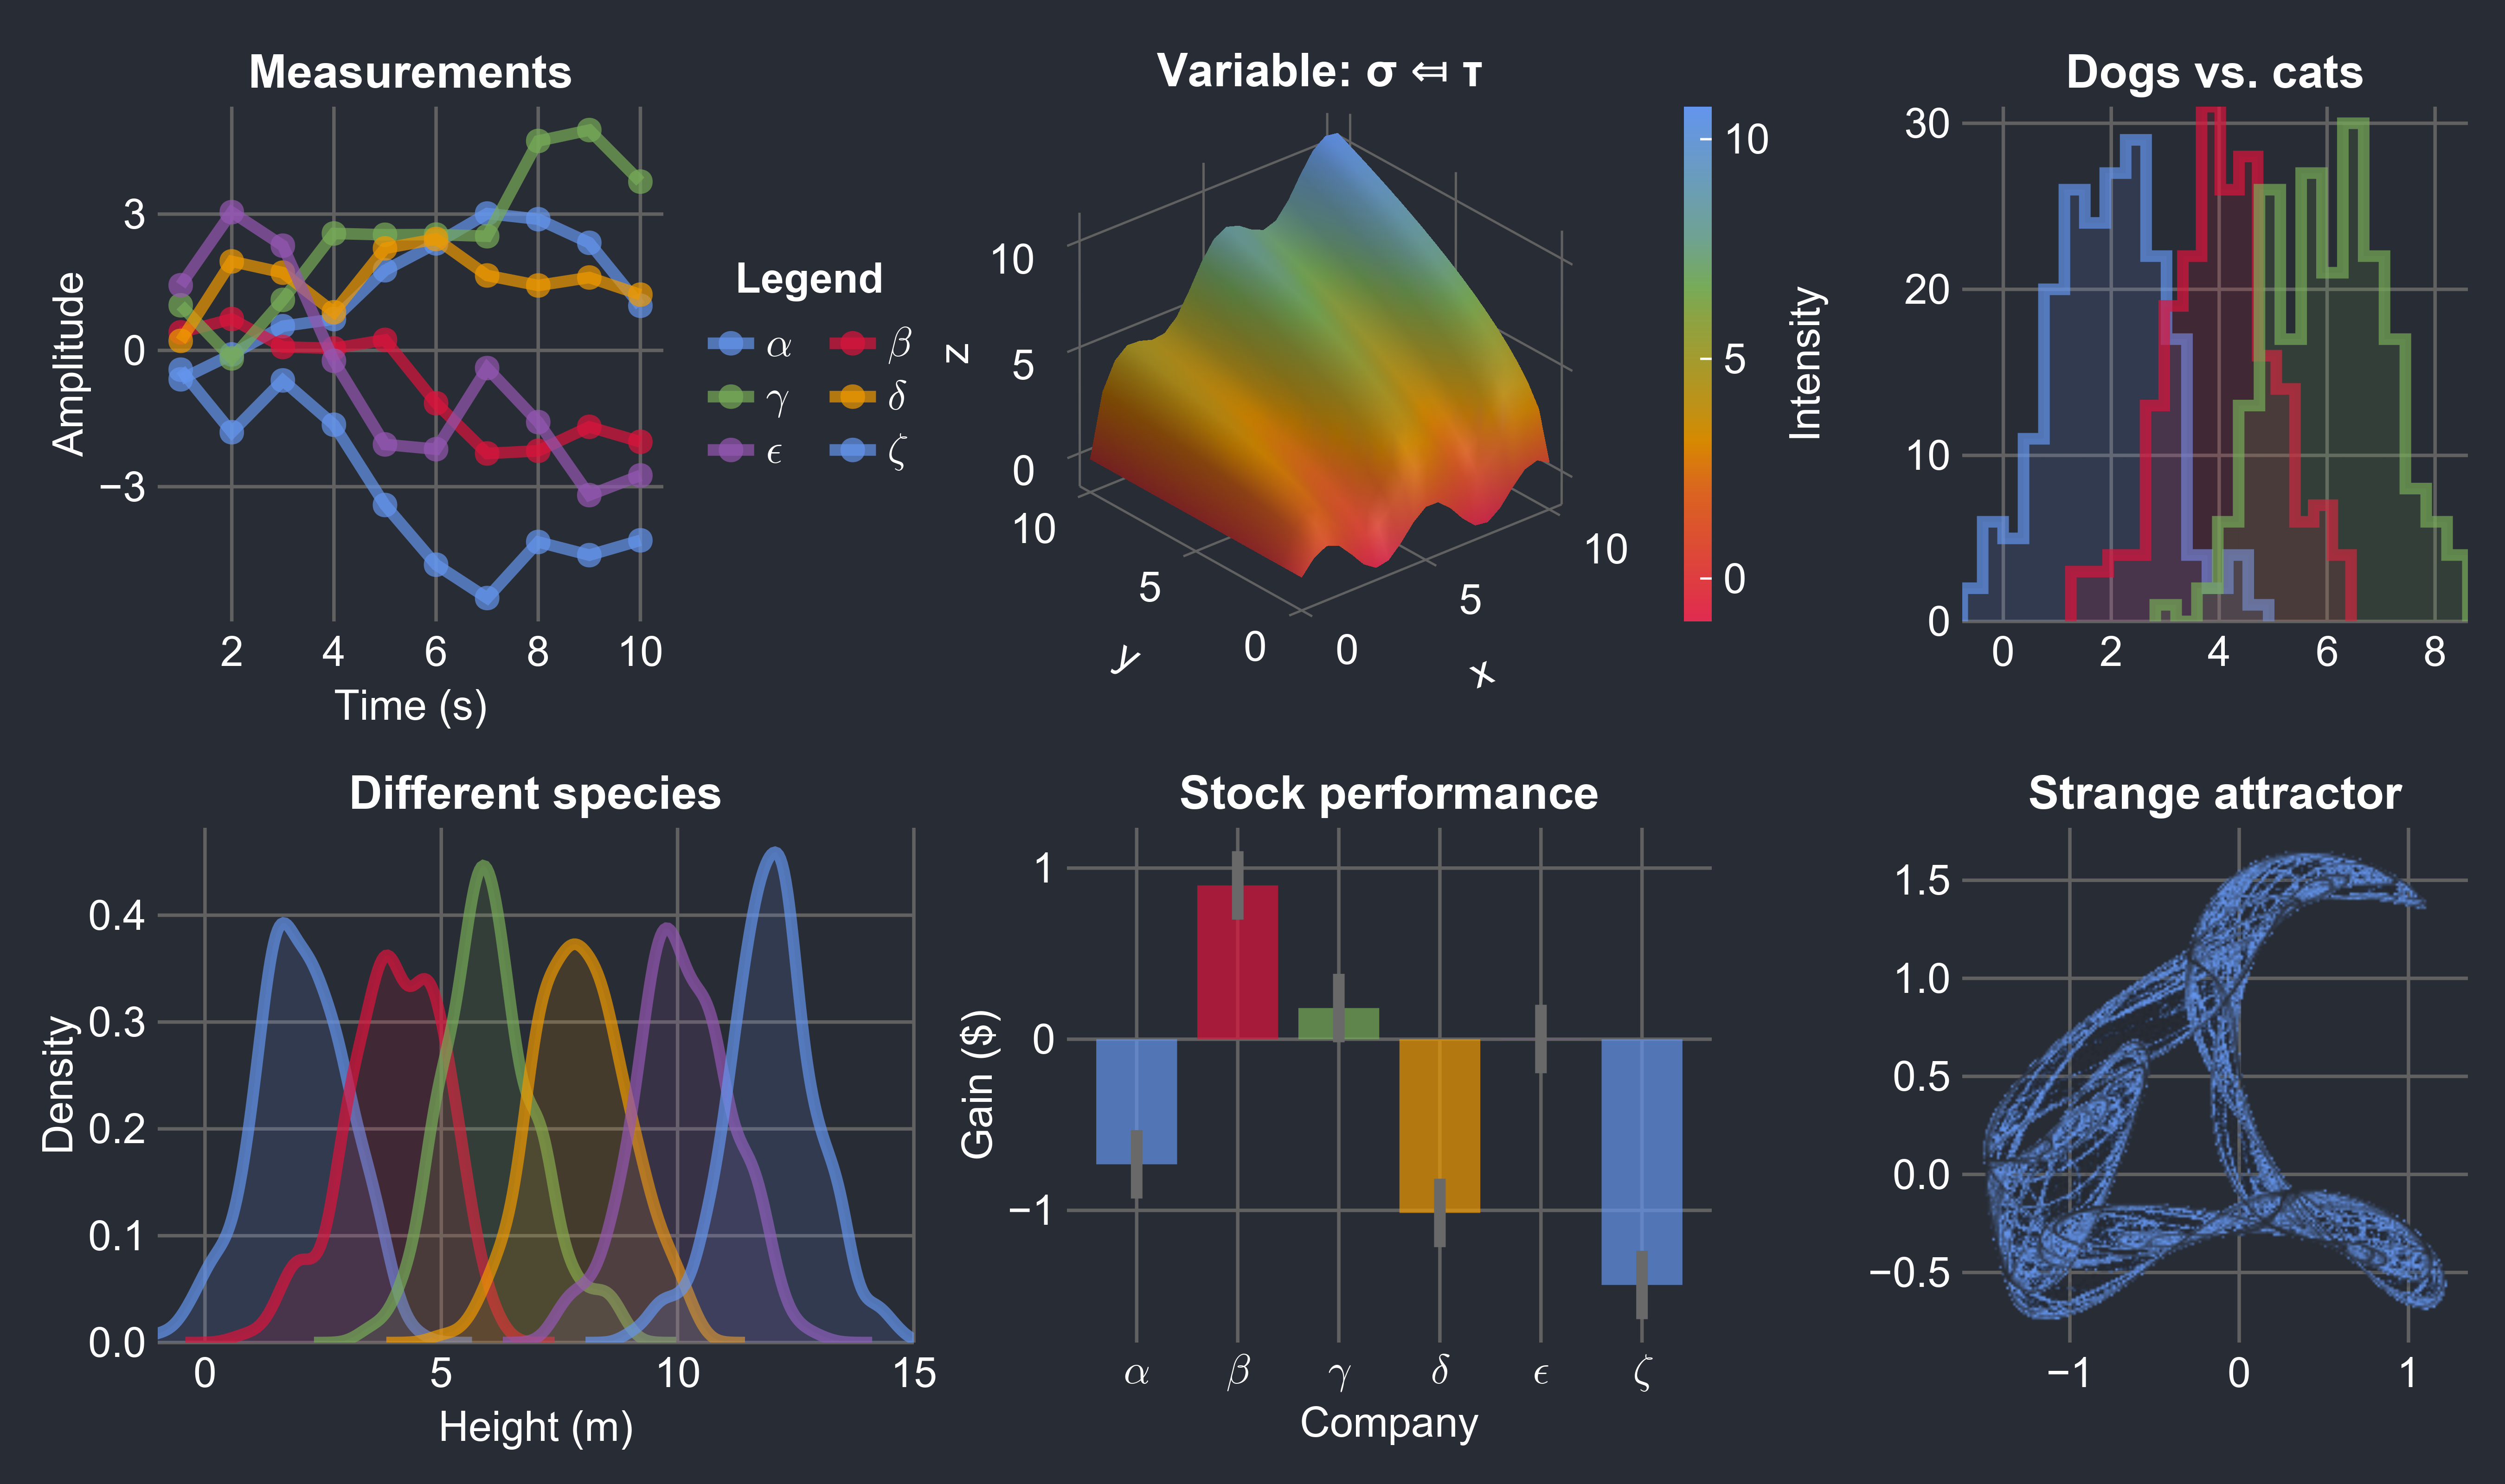 Measurements
3
0
−3
2 4 6 8 10
Amplitude
Time (s)
Legend
α β
γ δ
ϵ ζ
Variable: σ ⤆ τ
10
5
0
z
10
5
0
y
0
5
10
x
10
5
0
Intensity
Dogs vs. cats
30
20
10
0
0 2 4 6 8
Different species
0.4
0.3
0.2
0.1
0.0
0 5 10 15
Density
Height (m)
Stock performance
1
0
−1
α β γ δ ϵ ζ
Gain ($)
Company
Strange attractor
1.5
1.0
0.5
0.0
−0.5
−1 0 1